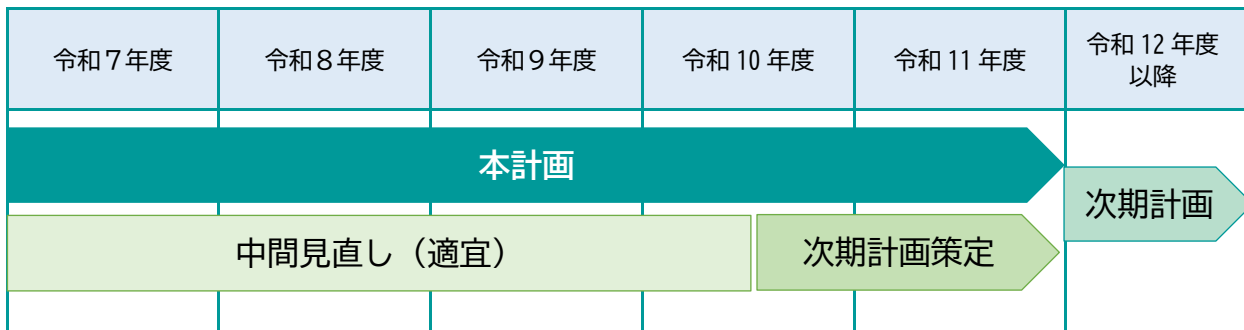 令和７年度
令和８年度
令和９年度
令和 10 年度
令和 11 年度
令和 12 年度
以降
本計画
次期計画
中間見直し（適宜）
次期計画策定